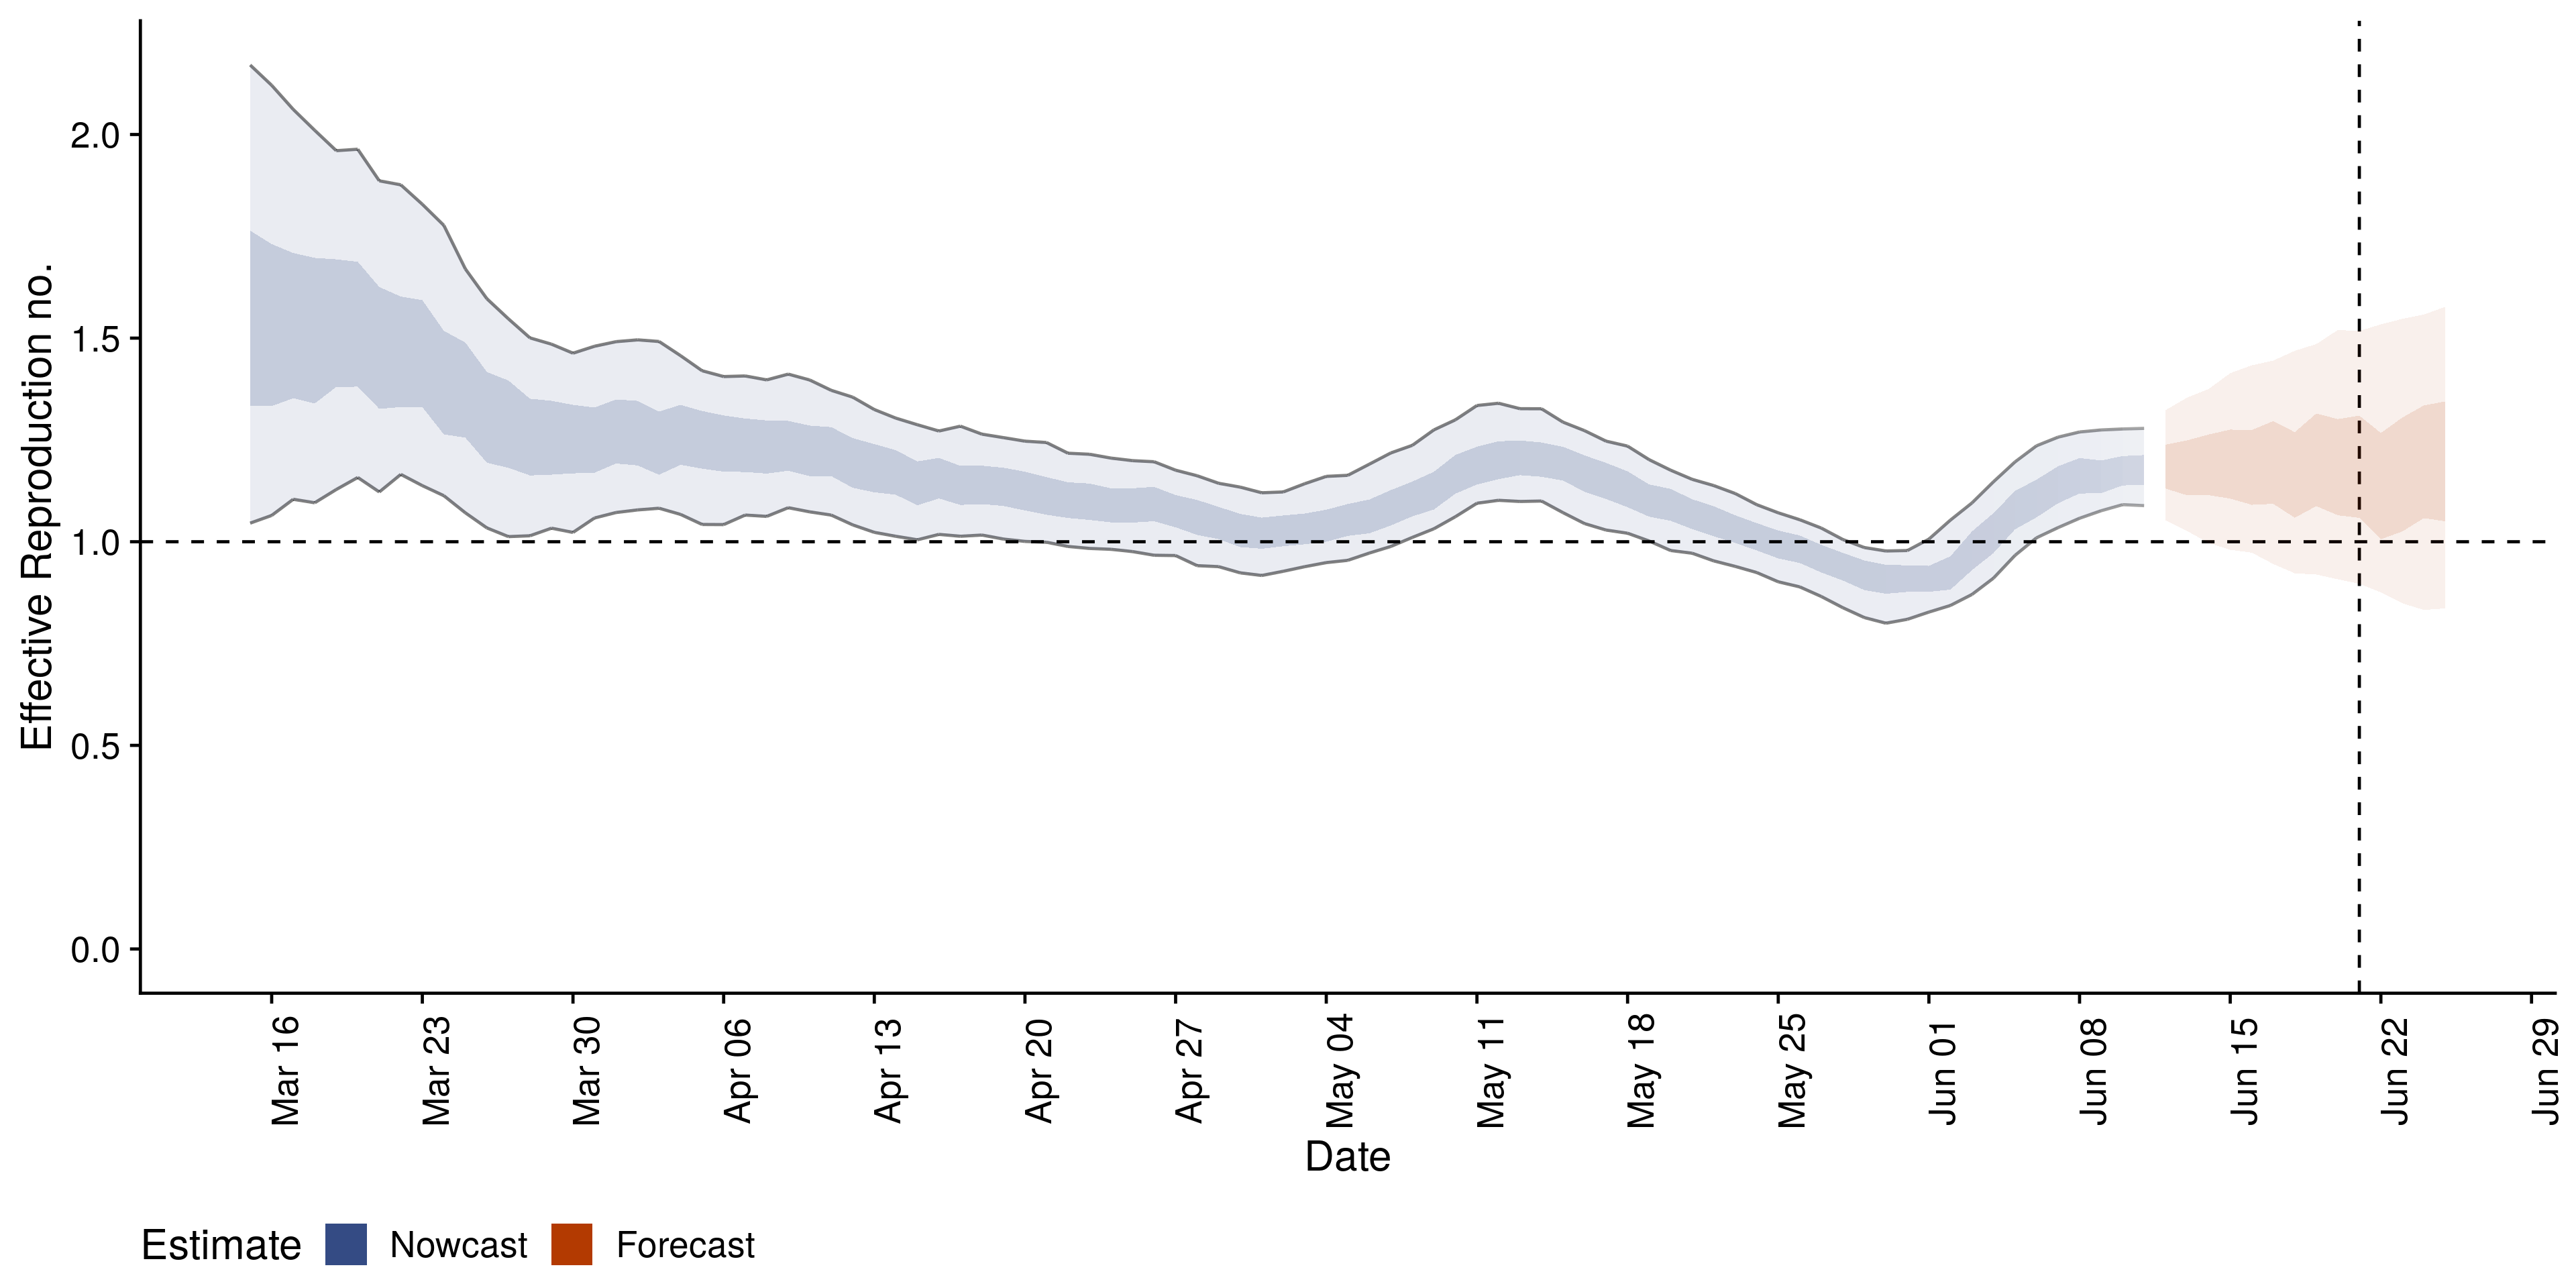 Effective Reproduction no.
2.0
1.5
1.0
0.5
0.0
Mar 16
Mar 23
Mar 30
Apr 06
Apr 13
Apr 20
Apr 27
May 04
May 11
May 18
May 25
Jun 01
Jun 08
Jun 15
Jun 22
Jun 29
Date
Estimate Nowcast Forecast